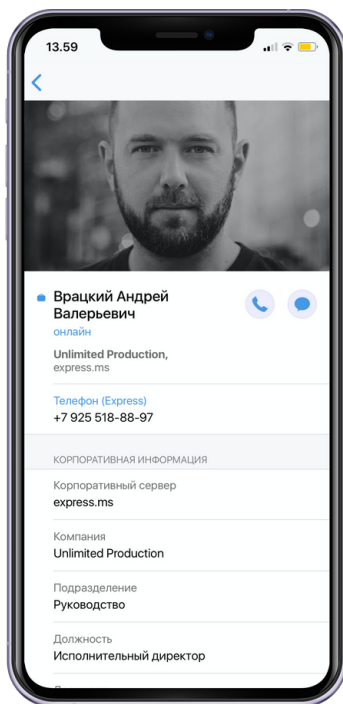 13.59
Врацкий Андрей
Валерьевич
онлайн
Unlimited Production,
express.ms
Телефон (Express)
+7 925 518-88-97
КОРПОРАТИВНАЯ ИНФОРМАЦИЯ
Корпоративный сервер
express.ms
Компания
Unlimited Production
Подразделение
Руководство
Должность
Исполнительный директор